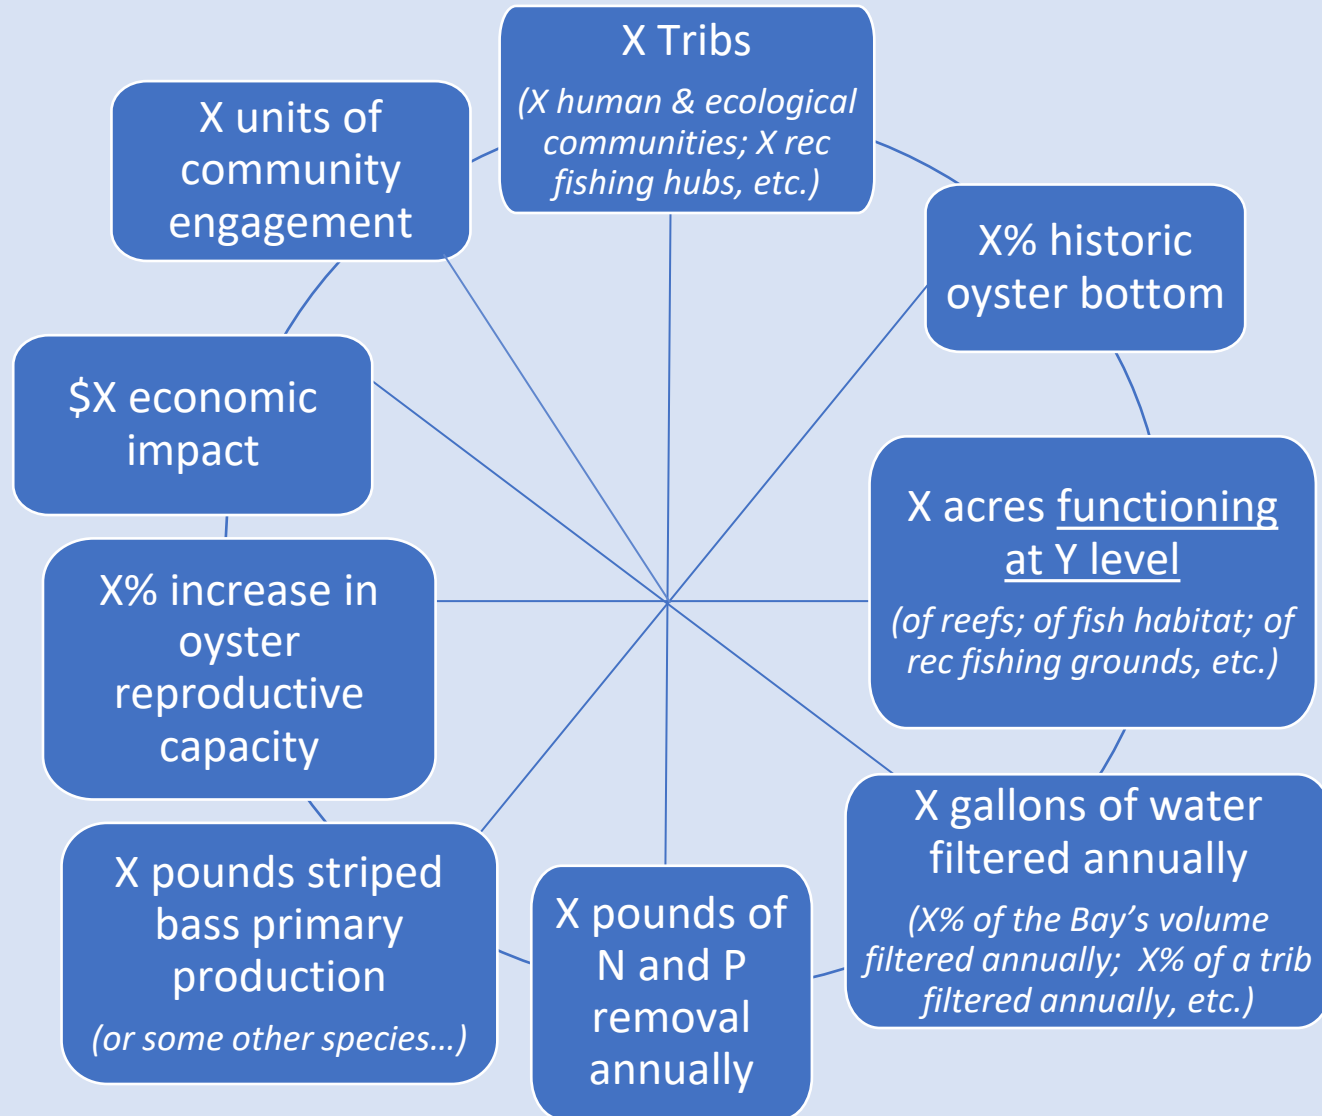 X Tribs
(X human & ecological
communities; X rec
fishing hubs, etc.)
X% historic
oyster bottom
X acres functioning
at Y level
(of reefs; of fish habitat; of
rec fishing grounds, etc.)
X gallons of water
filtered annually
(X% of the Bay’s volume
filtered annually;  X% of a trib
filtered annually, etc.)
X pounds of
N and P
removal
annually
X pounds striped
bass primary
production
(or some other species…)
X% increase in
oyster
reproductive
capacity
$X economic
impact
X units of
community
engagement